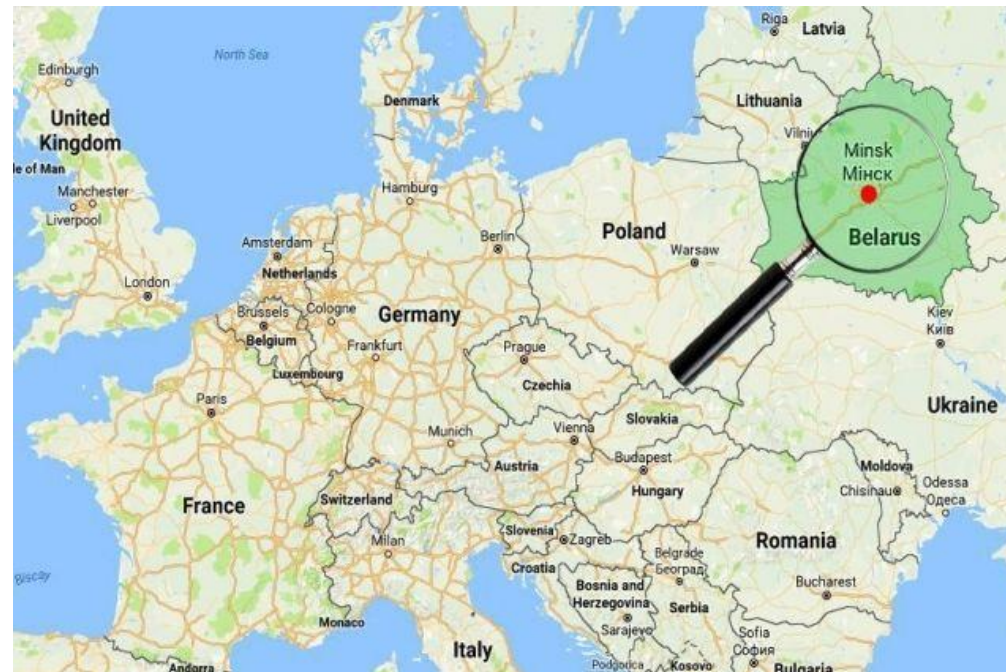 Riga
Latvia
North Sea
Edinburgh
Denmark
Lithuania
United
Kingdom
Vilniu
le of Man
Minsk
Мінск
Manchester
Hamburg
Liverpool
Belarus
Berlin
Poland
Amsterdam
Warsaw
Netherlands
London
Cologne
Brussels
Germany
Kiev
Київ
Belgium
Frankfurt
Prague
Luxembourg
Czechia
Paris
Ukraine
Slovakia
Vienna
Munich
Budapest
Austria
Moldova
Hungary
Chisinau
Odessa
Одеса
Switzerland
France
Slovenia
Milan
Zagreb
Romania
Croatia
Belgrade
Београд
Biscay
Bosnia and
Herzegovina
Bucharest
Serbia
Monaco
Sarajevo
Sofia
София
Italy
Podgorica
Kosovo
Bulgaria
Andorra